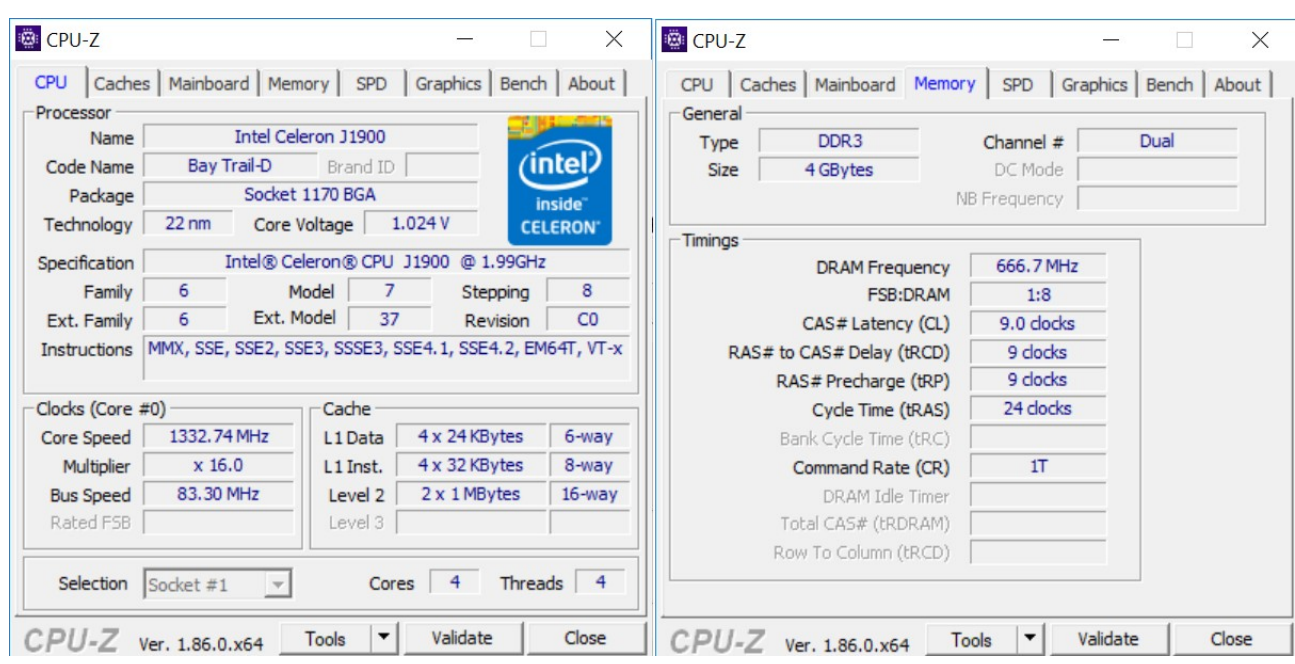 CPU-Z
CPU Caches Mainboard Memory SPD Graphics Bench About
Processor
Name Intel Celeron J1900
Code Name Bay Trail-D Brand ID
Package Socket 1170 BGA
Technology 22 nm Core Voltage 1.024 V
intel
inside™
CELERON®
Specification Intel® Celeron® CPU J1900 @ 1.99GHz
Family 6 Model 7 Stepping 8
Ext. Family 6 Ext. Model 37 Revision C0
Instructions MMX, SSE, SSE2, SSE3, SSSE3, SSE4.1, SSE4.2, EM64T, VT-x
Clocks (Core #0)
Core Speed 1332.74 MHz
Multiplier x 16.0
Bus Speed 83.30 MHz
Rated FSB
Cache
L1 Data 4 x 24 KBytes 6-way
L1 Inst. 4 x 32 KBytes 8-way
Level 2 2 x 1 MBytes 16-way
Level 3
Selection Socket #1 Cores 4 Threads 4
CPU-Z Ver. 1.86.0.x64 Tools Validate Close
CPU-Z
CPU Caches Mainboard Memory SPD Graphics Bench About
General
Type DDR3 Channel # Dual
Size 4 GBytes DC Mode
NB Frequency
Timings
DRAM Frequency 666.7 MHz
FSB:DRAM 1:8
CAS# Latency (CL) 9.0 clocks
RAS# to CAS# Delay (tRCD) 9 clocks
RAS# Precharge (tRP) 9 clocks
Cycle Time (tRAS) 24 clocks
Bank Cycle Time (tRC)
Command Rate (CR) 1T
DRAM Idle Timer
Total CAS# (tRDRAM)
Row To Column (tRCD)
CPU-Z Ver. 1.86.0.x64 Tools Validate Close